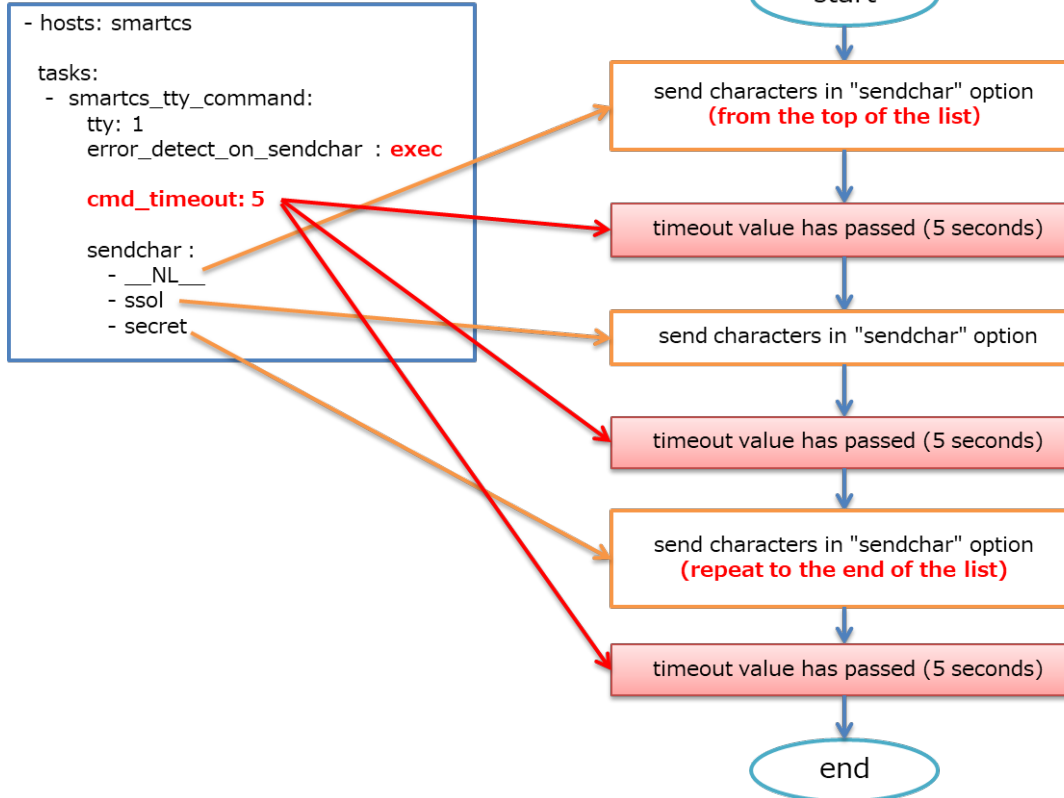 - hosts: smartcs
tasks:
- smartcs_tty_command:
tty: 1
error_detect_on_sendchar : exec
cmd_timeout: 5
sendchar :
- __NL__
- ssol
- secret
start
send characters in "sendchar" option
(from the top of the list)
timeout value has passed (5 seconds)
send characters in "sendchar" option
timeout value has passed (5 seconds)
send characters in "sendchar" option
(repeat to the end of the list)
timeout value has passed (5 seconds)
end